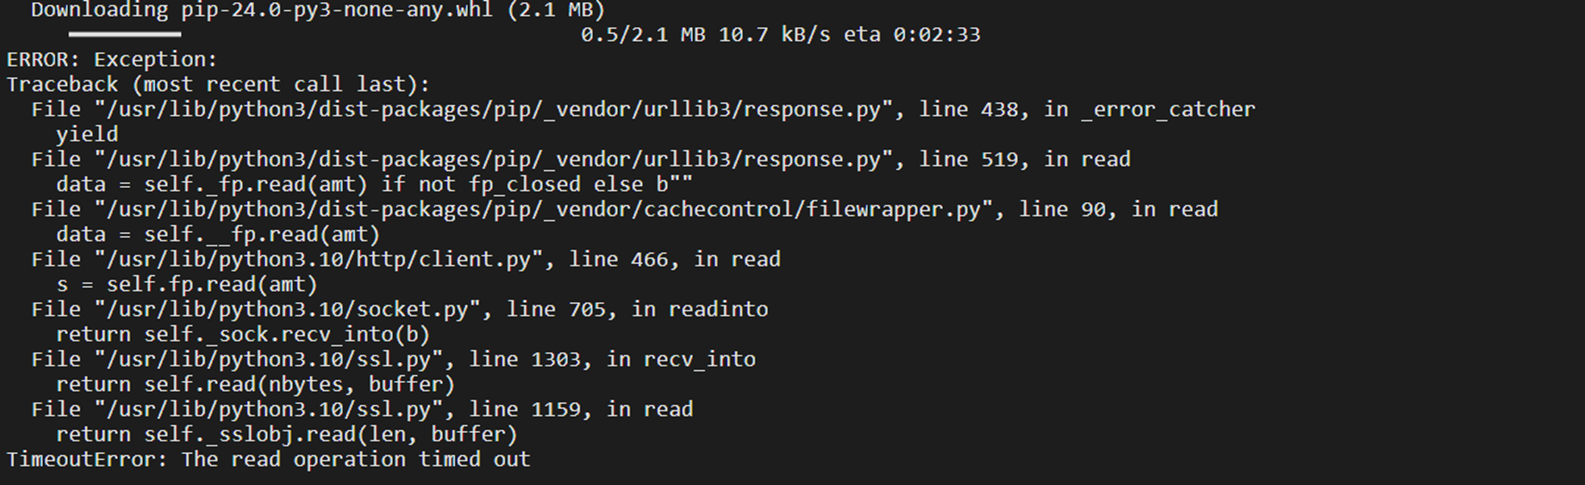 Downloading pip-24.0-py3-none-any.whl (2.1 MB)
0.5/2.1 MB 10.7 kB/s eta 0:02:33
ERROR: Exception:
Traceback (most recent call last):
File "/usr/lib/python3/dist-packages/pip/_vendor/urllib3/response.py", line 438, in _error_catcher
yield
File "/usr/lib/python3/dist-packages/pip/_vendor/urllib3/response.py", line 519, in read
data = self._fp.read(amt) if not fp_closed else b""
File "/usr/lib/python3/dist-packages/pip/_vendor/cachecontrol/filewrapper.py", line 90, in read
data = self.__fp.read(amt)
File "/usr/lib/python3.10/http/client.py", line 466, in read
s = self.fp.read(amt)
File "/usr/lib/python3.10/socket.py", line 705, in readinto
return self._sock.recv_into(b)
File "/usr/lib/python3.10/ssl.py", line 1303, in recv_into
return self.read(nbytes, buffer)
File "/usr/lib/python3.10/ssl.py", line 1159, in read
return self._sslobj.read(len, buffer)
TimeoutError: The read operation timed out